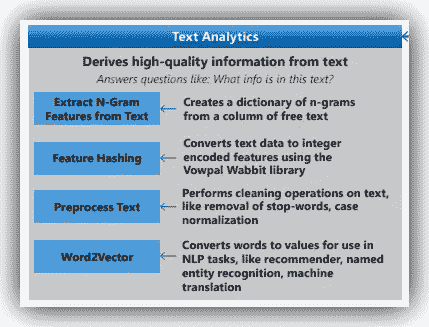 Text Analytics
Derives high-quality information from text
Answers questions like: What info is in this text?
Extract N-Gram
Features from Text
Creates a dictionary of n-grams
from a column of free text
Feature Hashing
Converts text data to integer
encoded features using the
Vowpal Wabbit library
Preprocess Text
Performs cleaning operations on text,
like removal of stop-words, case
normalization
Word2Vector
Converts words to values for use in
NLP tasks, like recommender, named
entity recognition, machine
translation